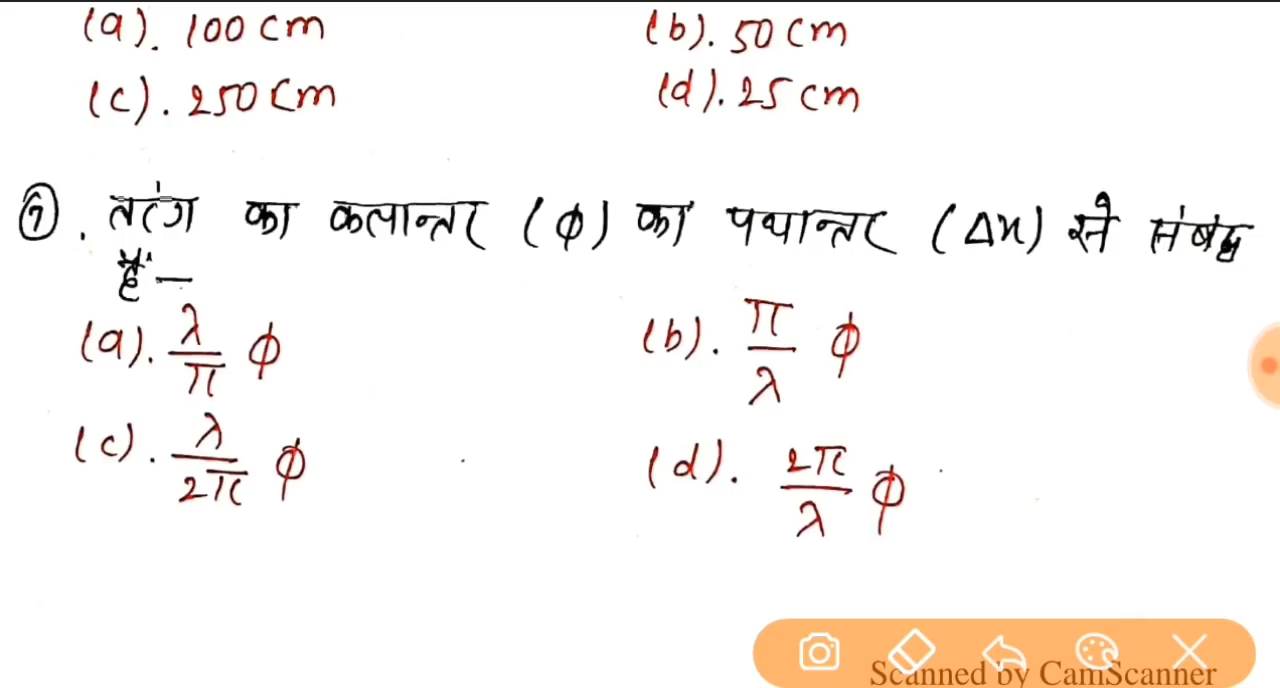 (a). 100 cm (b). 50 cm
(c). 250 cm (d). 25 cm
⑦. तरंग का कलान्तर (ϕ) का पथान्तर (Δx) से संबंध
हैं —
(a). λ/π ϕ (b). π/λ ϕ
(c). λ/2π ϕ (d). 2π/λ ϕ
Scanned by CamScanner